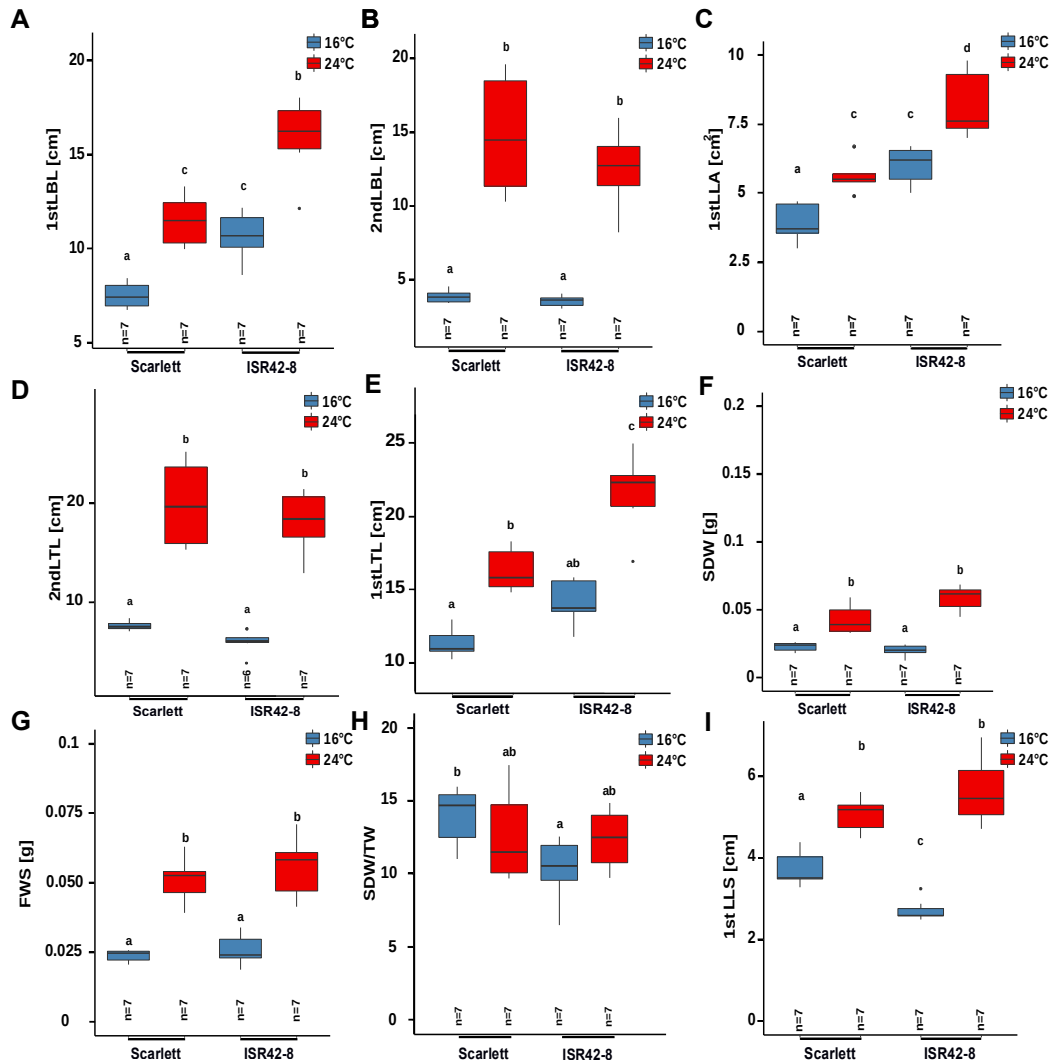 A
1stLBL [cm]
20
15
10
5
16°C
24°C
a
c
c
b
n=7
n=7
n=7
n=7
Scarlett
ISR42-8
B
2ndLBL [cm]
20
15
10
5
16°C
24°C
a
b
a
b
n=7
n=7
n=7
n=7
Scarlett
ISR42-8
C
1stLLA [cm²]
10
7.5
5
2.5
0
16°C
24°C
a
c
c
d
n=7
n=7
n=7
n=7
Scarlett
ISR42-8
D
2ndLTL [cm]
20
10
16°C
24°C
a
b
a
b
n=7
n=7
n=6
n=7
Scarlett
ISR42-8
E
1stLTL [cm]
25
20
15
10
16°C
24°C
a
b
ab
c
Scarlett
ISR42-8
F
SDW [g]
0.2
0.15
0.1
0.05
0
16°C
24°C
a
b
a
b
n=7
n=7
n=7
n=7
Scarlett
ISR42-8
G
FWS [g]
0.1
0.075
0.050
0.025
0
16°C
24°C
a
b
a
b
n=7
n=7
n=7
n=7
Scarlett
ISR42-8
H
SDW/TW
20
15
10
5
0
16°C
24°C
b
ab
a
ab
n=7
n=7
n=7
n=7
Scarlett
ISR42-8
I
1st LLS [cm]
6
4
2
0
16°C
24°C
a
b
c
b
n=7
n=7
n=7
n=7
Scarlett
ISR42-8